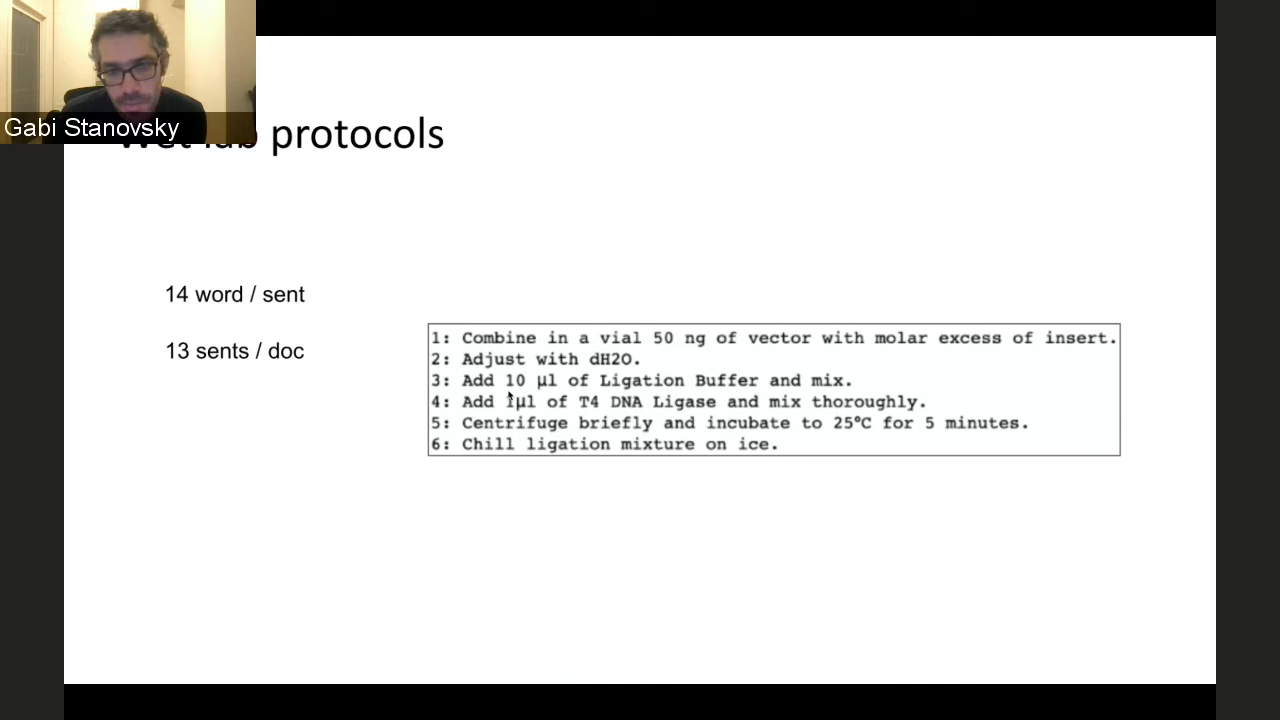 Gabi Stanovsky
Wet lab protocols
14 word / sent
13 sents / doc
1: Combine in a vial 50 ng of vector with molar excess of insert.
2: Adjust with dH2O.
3: Add 10 µl of Ligation Buffer and mix.
4: Add 1µl of T4 DNA Ligase and mix thoroughly.
5: Centrifuge briefly and incubate to 25°C for 5 minutes.
6: Chill ligation mixture on ice.